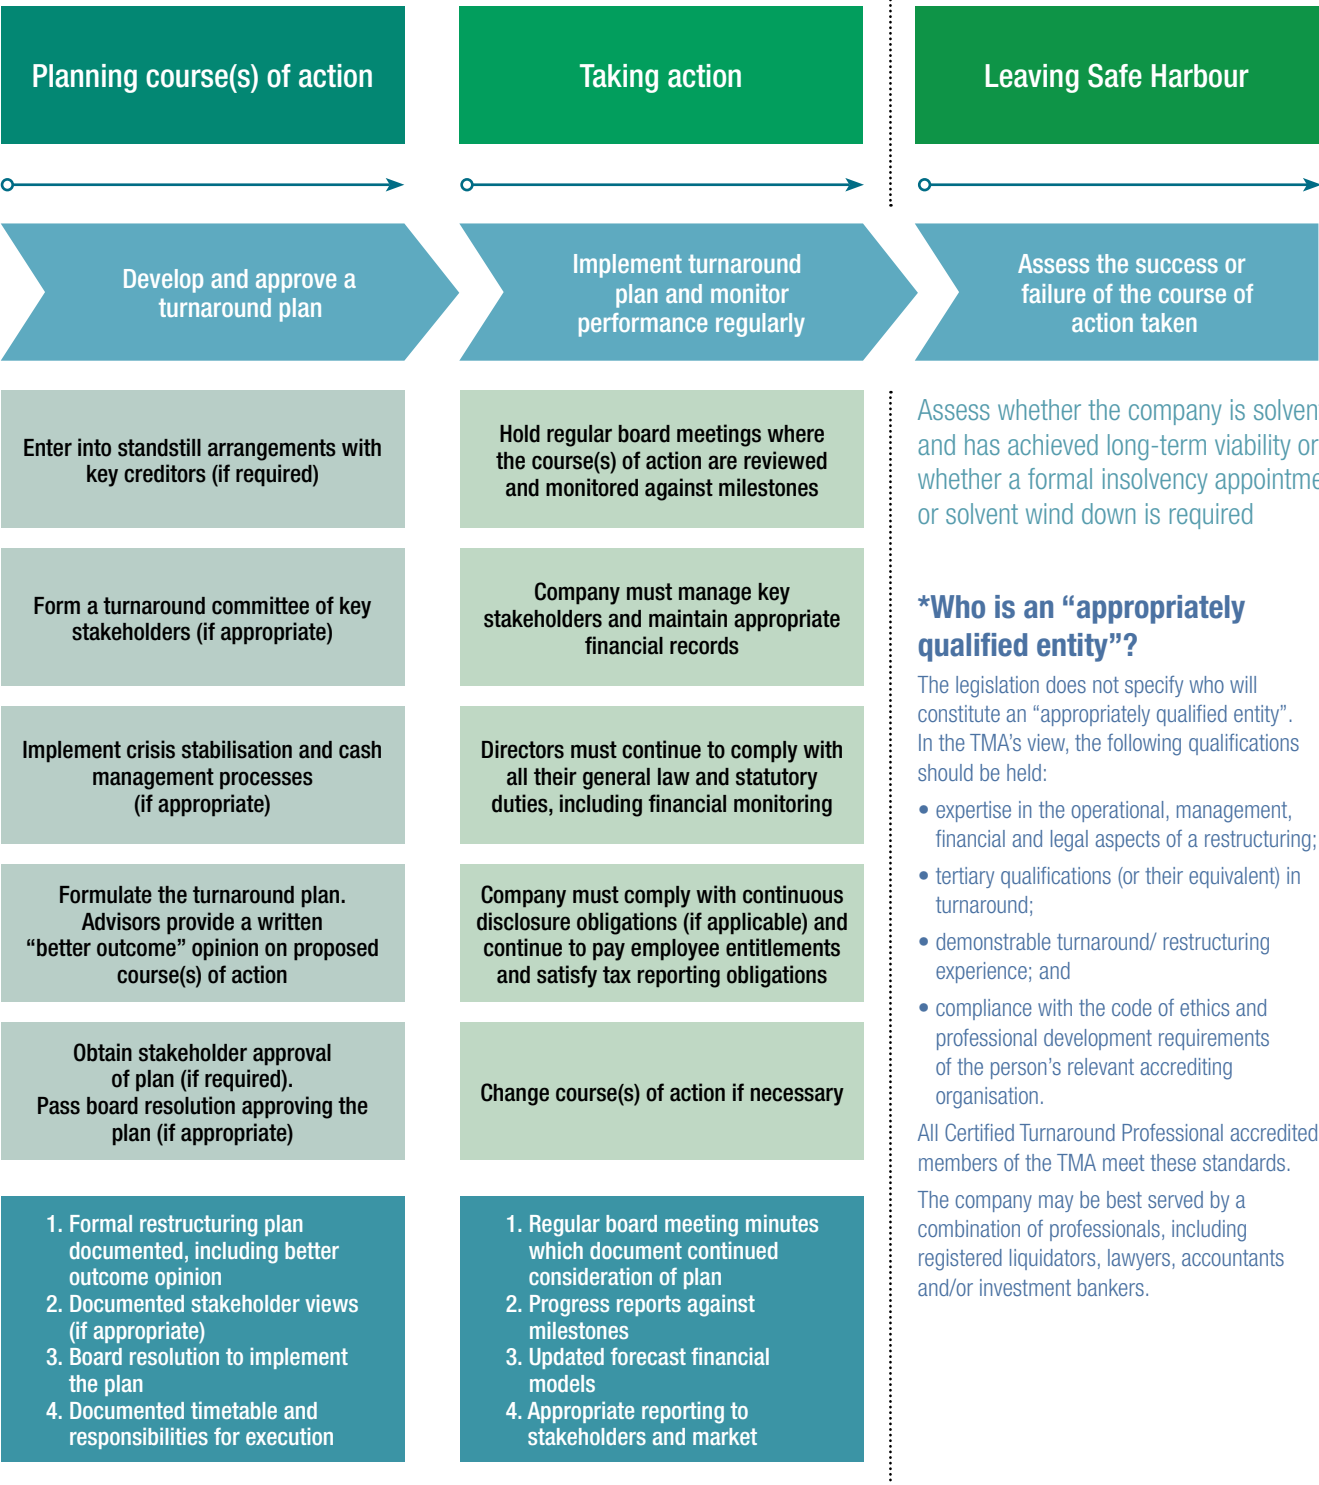 Planning course(s) of action
Taking action
Leaving Safe Harbour
Develop and approve a
turnaround plan
Implement turnaround
plan and monitor
performance regularly
Assess the success or
failure of the course of
action taken
Enter into standstill arrangements with
key creditors (if required)
Form a turnaround committee of key
stakeholders (if appropriate)
Implement crisis stabilisation and cash
management processes
(if appropriate)
Formulate the turnaround plan.
Advisors provide a written
“better outcome” opinion on proposed
course(s) of action
Obtain stakeholder approval
of plan (if required).
Pass board resolution approving the
plan (if appropriate)
1. Formal restructuring plan
documented, including better
outcome opinion
2. Documented stakeholder views
(if appropriate)
3. Board resolution to implement
the plan
4. Documented timetable and
responsibilities for execution
Hold regular board meetings where
the course(s) of action are reviewed
and monitored against milestones
Company must manage key
stakeholders and maintain appropriate
financial records
Directors must continue to comply with
all their general law and statutory
duties, including financial monitoring
Company must comply with continuous
disclosure obligations (if applicable) and
continue to pay employee entitlements
and satisfy tax reporting obligations
Change course(s) of action if necessary
1. Regular board meeting minutes
which document continued
consideration of plan
2. Progress reports against
milestones
3. Updated forecast financial
models
4. Appropriate reporting to
stakeholders and market
Assess whether the company is solven
and has achieved long-term viability or
whether a formal insolvency appointme
or solvent wind down is required
*Who is an “appropriately
qualified entity”?
The legislation does not specify who will
constitute an “appropriately qualified entity”.
In the TMA’s view, the following qualifications
should be held:
• expertise in the operational, management,
financial and legal aspects of a restructuring;
• tertiary qualifications (or their equivalent) in
turnaround;
• demonstrable turnaround/ restructuring
experience; and
• compliance with the code of ethics and
professional development requirements
of the person’s relevant accrediting
organisation.
All Certified Turnaround Professional accredited
members of the TMA meet these standards.
The company may be best served by a
combination of professionals, including
registered liquidators, lawyers, accountants
and/or investment bankers.